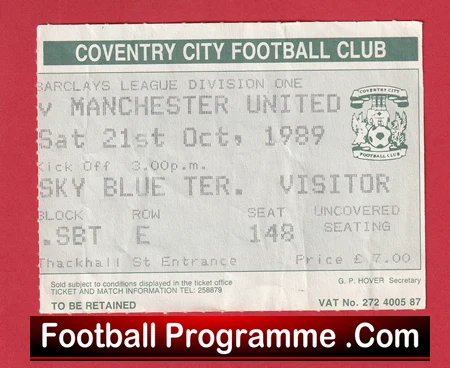 COVENTRY CITY FOOTBALL CLUB
BARCLAYS LEAGUE DIVISION ONE
v MANCHESTER UNITED
Sat 21st Oct, 1989
Kick Off 3.00p.m.
SKY BLUE TER. VISITOR
BLOCK ROW SEAT UNCOVERED
SEATING
.SBT E 148
Thackhall St Entrance Price £ 7.00
COVENTRY CITY
FOOTBALL CLUB
Sold subject to conditions displayed in the ticket office
TICKET AND MATCH INFORMATION TEL: 258879
G. P. HOVER Secretary
TO BE RETAINED
VAT No. 272 4005 87
Football Programme .Com